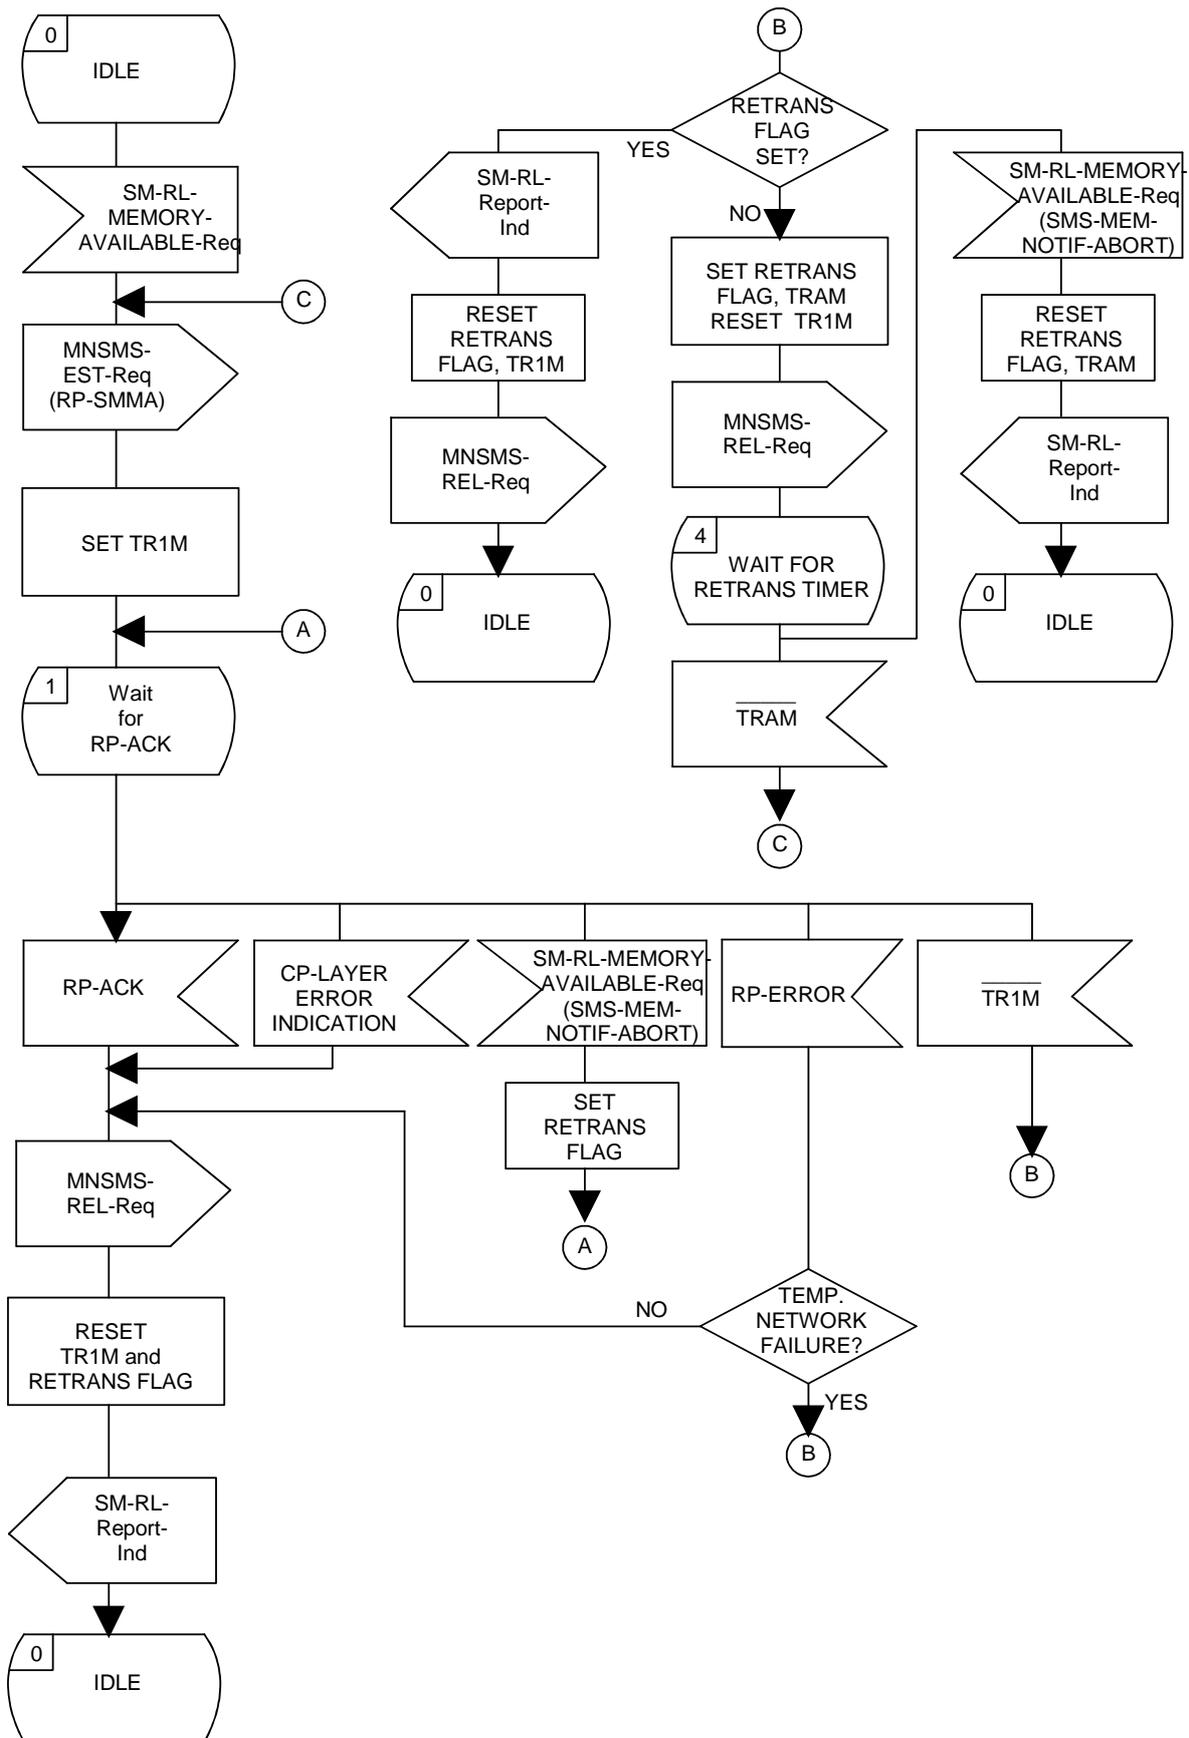 0
IDLE
SM-RL-
MEMORY-
AVAILABLE-Req
C
MNSMS-
EST-Req
(RP-SMMA)
SET TR1M
A
1
Wait
for
RP-ACK
B
RETRANS
FLAG
SET?
YES
NO
SM-RL-
Report-
Ind
RESET
RETRANS
FLAG, TR1M
MNSMS-
REL-Req
0
IDLE
SET RETRANS
FLAG, TRAM
RESET TR1M
MNSMS-
REL-Req
4
WAIT FOR
RETRANS TIMER
TRAM
C
SM-RL-MEMORY-
AVAILABLE-Req
(SMS-MEM-
NOTIF-ABORT)
RESET
RETRANS
FLAG, TRAM
SM-RL-
Report-
Ind
0
IDLE
RP-ACK
CP-LAYER
ERROR
INDICATION
SM-RL-MEMORY-
AVAILABLE-Req
(SMS-MEM-
NOTIF-ABORT)
RP-ERROR
TR1M
SET
RETRANS
FLAG
A
B
MNSMS-
REL-Req
TEMP.
NETWORK
FAILURE?
NO
YES
B
RESET
TR1M and
RETRANS FLAG
SM-RL-
Report-
Ind
0
IDLE